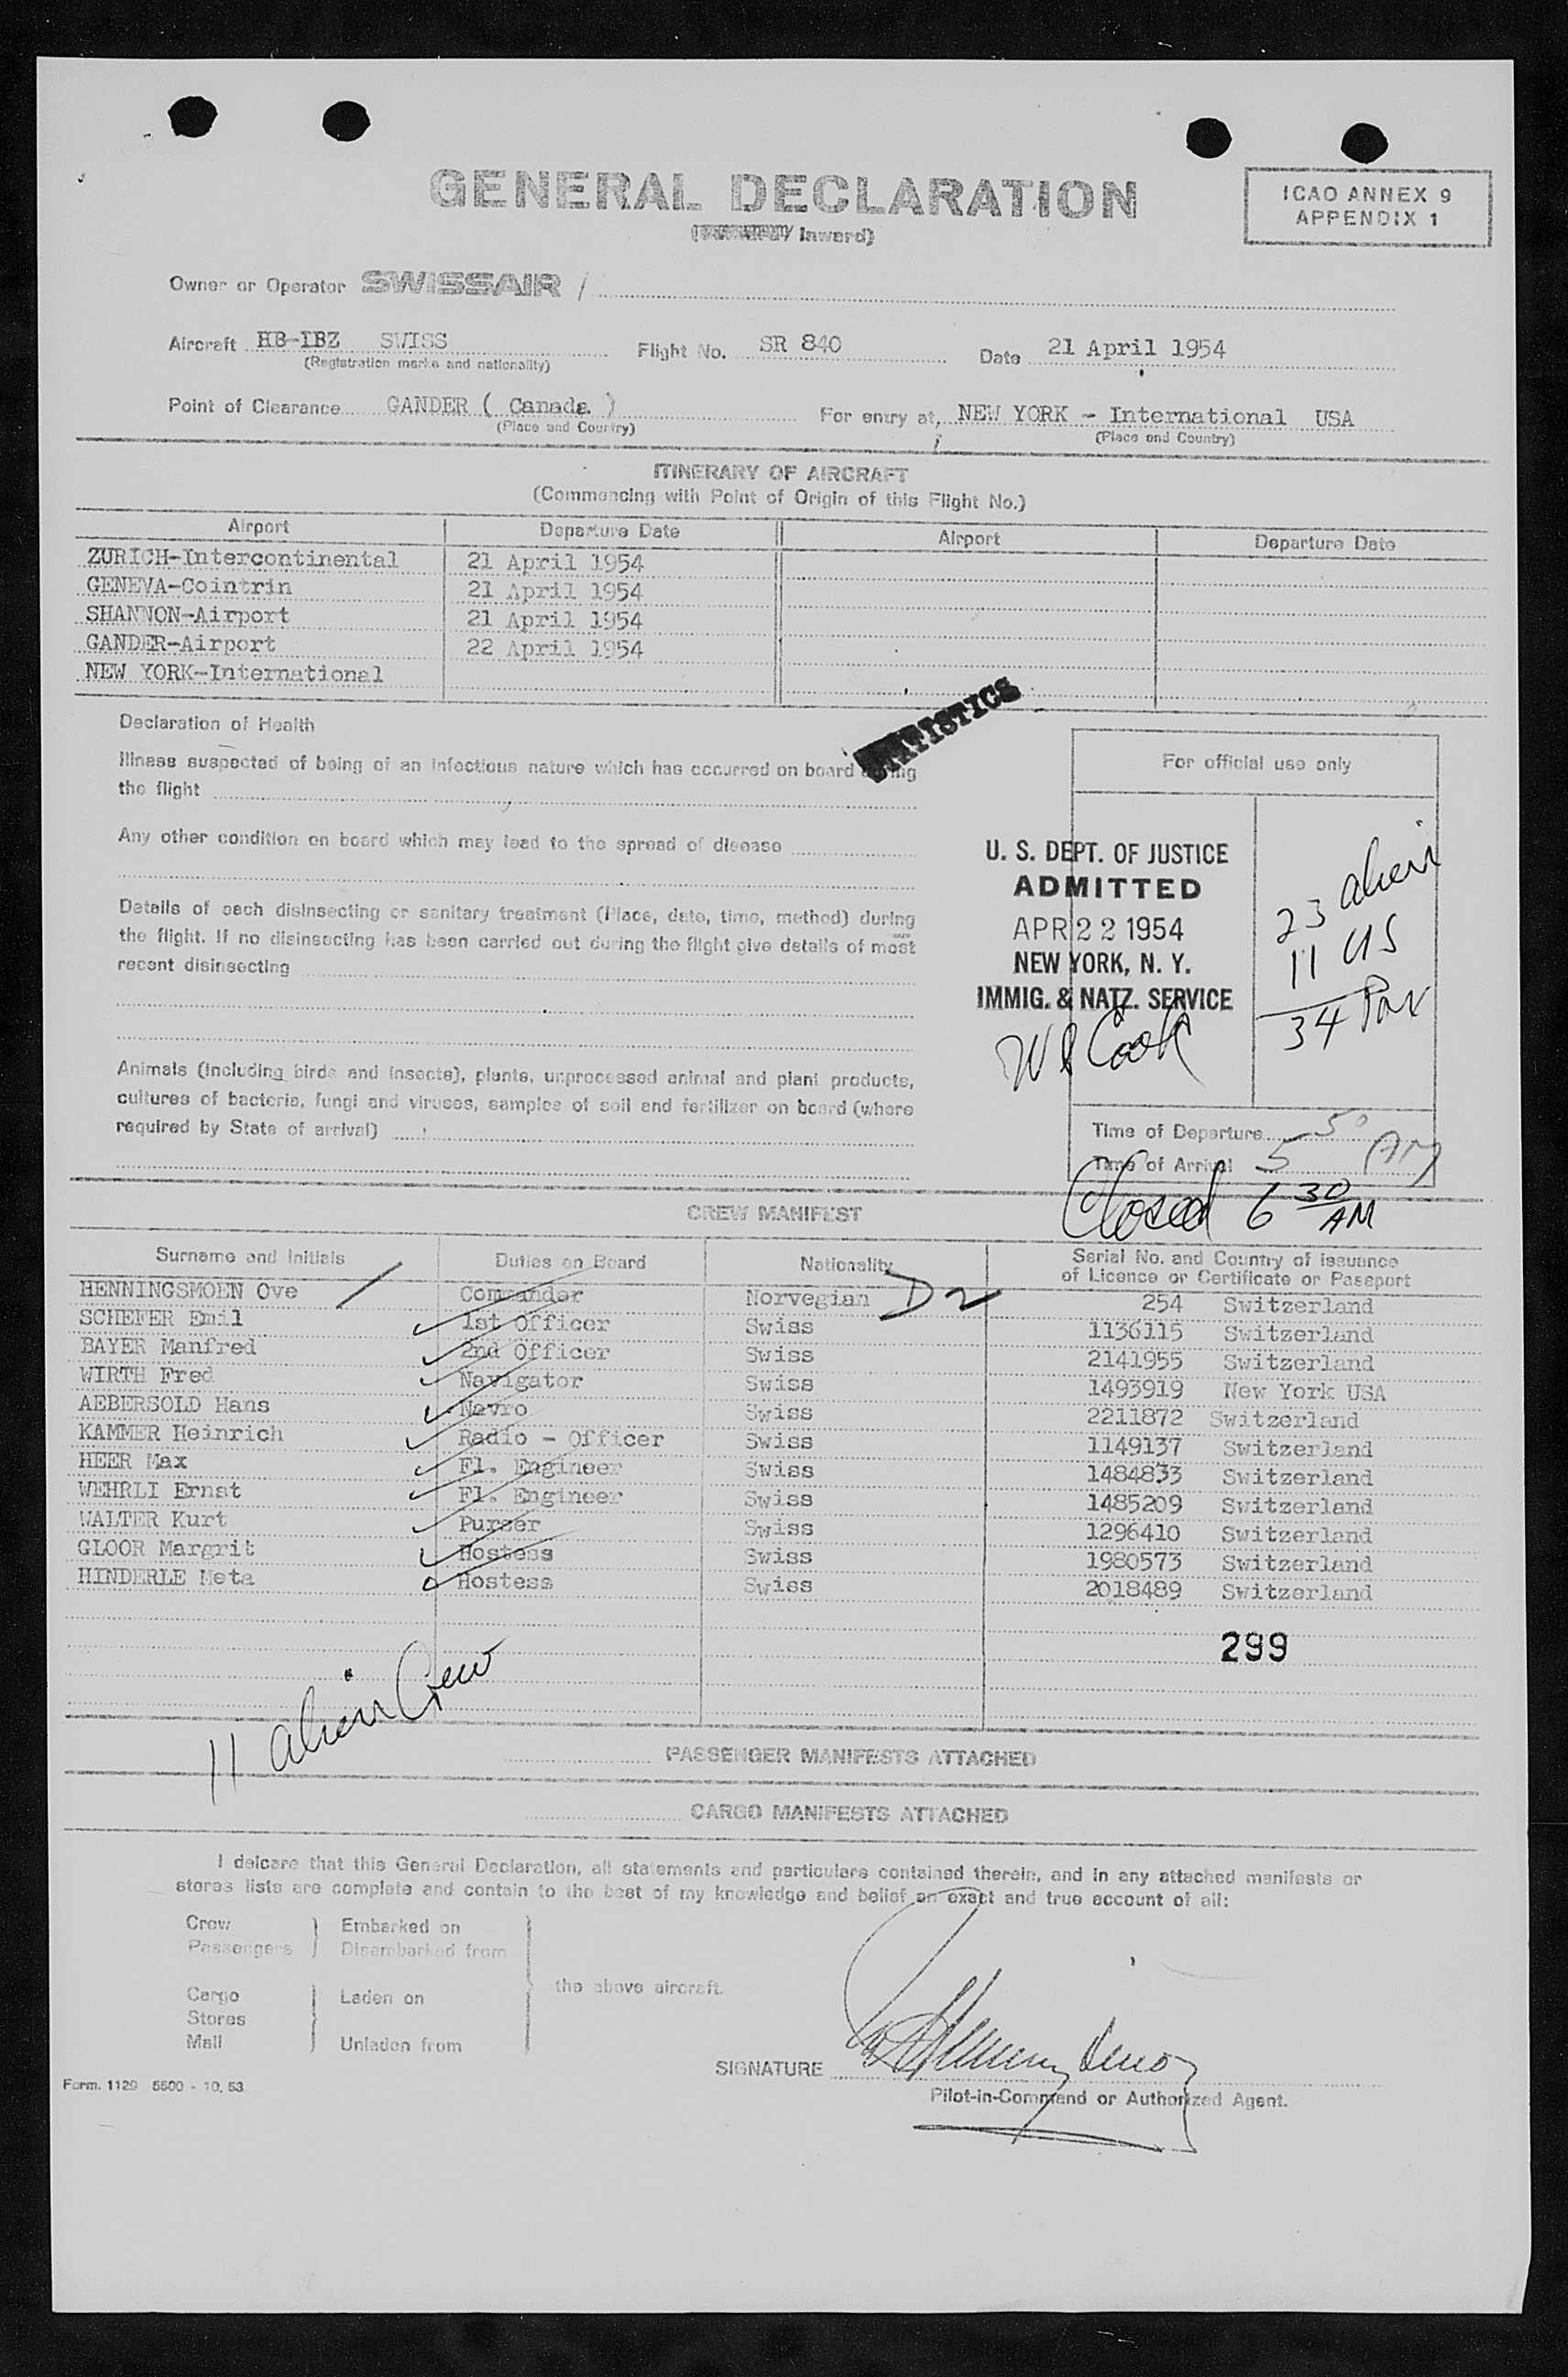 GENERAL DECLARATION
Inward)
ICAO ANNEX 9
APPENDIX 1
Owner or Operator SWISSAIR /
Aircraft HB-IBZ SWISS Flight No. SR 840 Date 21 April 1954
(Registration marks and nationality)
Point of Clearance GANDER ( Canada ) For entry at, NEW YORK - International USA
(Place and Country) (Place and Country)
ITINERARY OF AIRCRAFT
(Commencing with Point of Origin of this Flight No.)
Airport Departure Date Airport Departure Date
ZURICH-Intercontinental 21 April 1954
GENEVA-Cointrin 21 April 1954
SHANNON-Airport 21 April 1954
GANDER-Airport 22 April 1954
NEW YORK-International
STATISTICS
Declaration of Health
Illness suspected of being of an infectious nature which has occurred on board during
the flight
Any other condition on board which may lead to the spread of disease
Details of each disinsecting or sanitary treatment (Place, date, time, method) during
the flight. If no disinsecting has been carried out during the flight give details of most
recent disinsecting
Animals (including birds and insects), plants, unprocessed animal and plant products,
cultures of bacteria, fungi and viruses, samples of soil and fertilizer on board (where
required by State of arrival)
For official use only
U. S. DEPT. OF JUSTICE
ADMITTED
APR 22 1954
NEW YORK, N. Y.
IMMIG. & NATZ. SERVICE
Cook
23 alien
11 US
34 Pax
Time of Departure
Time of Arrival 5 50 AM
Closed 6 30 AM
CREW MANIFEST
Surname and Initials Duties on Board Nationality Serial No. and Country of issuance
of Licence or Certificate or Passport
HENNINGSMOEN Ove Commander Norwegian D2 254 Switzerland
SCHEFER Emil 1st Officer Swiss 1136115 Switzerland
BAYER Manfred 2nd Officer Swiss 2141955 Switzerland
WIRTH Fred Navigator Swiss 1493919 New York USA
AEBERSOLD Hans Navro Swiss 2211872 Switzerland
KAMMER Heinrich Radio - Officer Swiss 1149137 Switzerland
HEER Max Fl. Engineer Swiss 1484833 Switzerland
WEHRLI Ernst Fl. Engineer Swiss 1485209 Switzerland
WALTER Kurt Purser Swiss 1296410 Switzerland
GLOOR Margrit Hostess Swiss 1980573 Switzerland
HINDERLE Meta Hostess Swiss 2018489 Switzerland
299
11 alien Crew
PASSENGER MANIFESTS ATTACHED
CARGO MANIFESTS ATTACHED
I delcare that this General Declaration, all statements and particulars contained therein, and in any attached manifests or
stores lists are complete and contain to the best of my knowledge and belief an exact and true account of all:
Crew Embarked on
Passengers Disembarked from
the above aircraft.
Cargo Laden on
Stores
Mail Unladen from
SIGNATURE
Pilot-in-Command or Authorized Agent.
Form. 1129 5500 - 10. 53